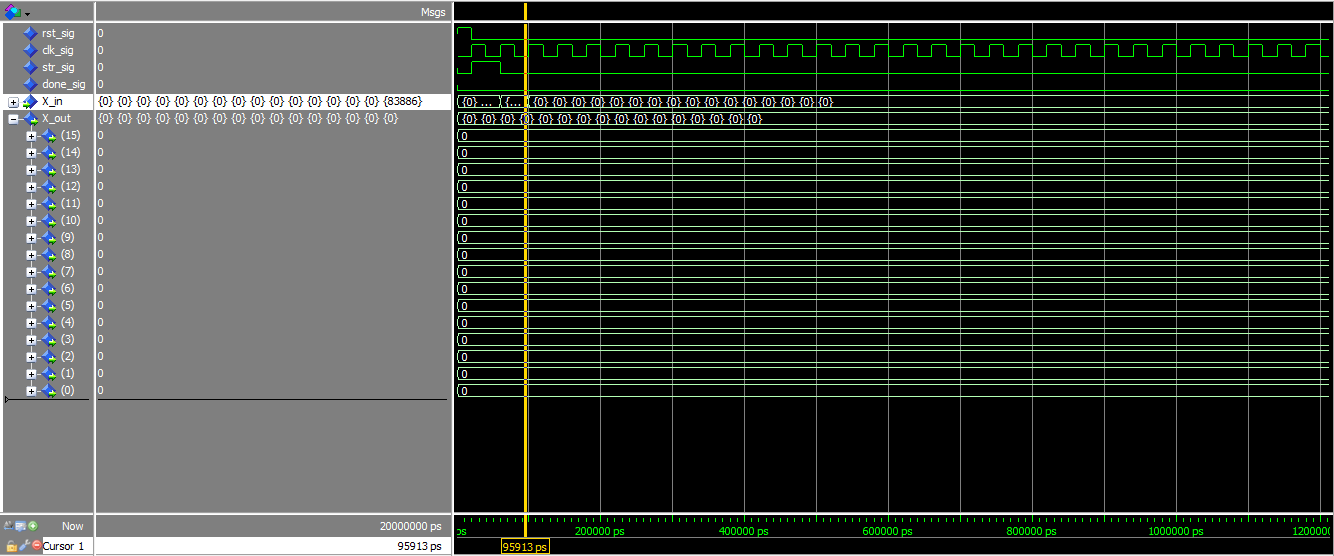 Msgs
rst_sig 0
clk_sig 0
str_sig 0
done_sig 0
X_in {0} {0} {0} {0} {0} {0} {0} {0} {0} {0} {0} {0} {0} {0} {0} {83886} {0} ... {... {0} {0} {0} {0} {0} {0} {0} {0} {0} {0} {0} {0} {0} {0} {0} {0}
X_out {0} {0} {0} {0} {0} {0} {0} {0} {0} {0} {0} {0} {0} {0} {0} {0} {0} {0} {0} {0} {0} {0} {0} {0} {0} {0} {0} {0} {0} {0} {0} {0}
(15) 0 0
(14) 0 0
(13) 0 0
(12) 0 0
(11) 0 0
(10) 0 0
(9) 0 0
(8) 0 0
(7) 0 0
(6) 0 0
(5) 0 0
(4) 0 0
(3) 0 0
(2) 0 0
(1) 0 0
(0) 0 0
Now 20000000 ps ps 200000 ps 400000 ps 600000 ps 800000 ps 1000000 ps 1200000
Cursor 1 95913 ps 95913 ps